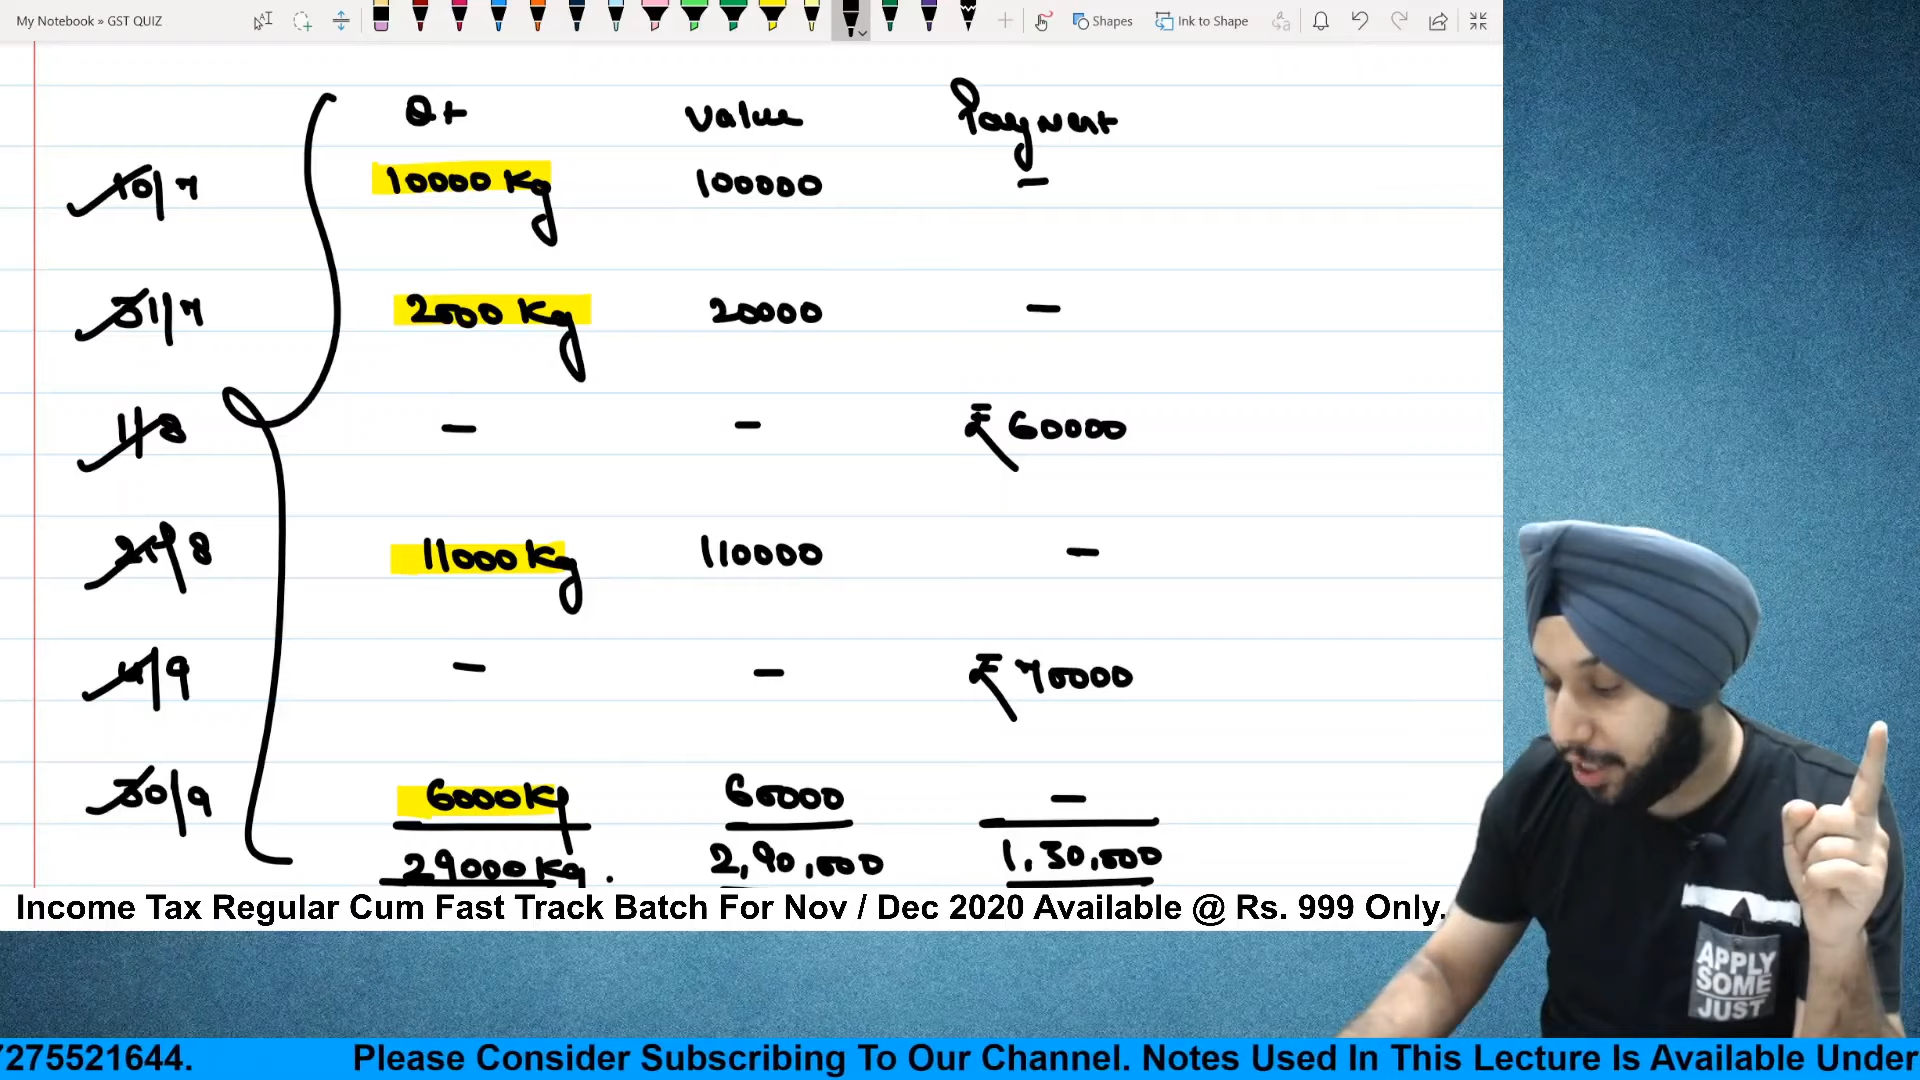 My Notebook » GST QUIZ
Shapes
Ink to Shape
Qt Value Payment
10/7 10000 Kg 100000 -
31/7 2000 Kg 20000 -
1/8 - - ₹ 60000
/8 11000 Kg 110000 -
/9 - - ₹ 70000
30/9 6000 Kg 60000 -
29000 Kg. 2,90,000 1,30,000
Income Tax Regular Cum Fast Track Batch For Nov / Dec 2020 Available @ Rs. 999 Only.
APPLY
SOME
JUST
7275521644. Please Consider Subscribing To Our Channel. Notes Used In This Lecture Is Available Under